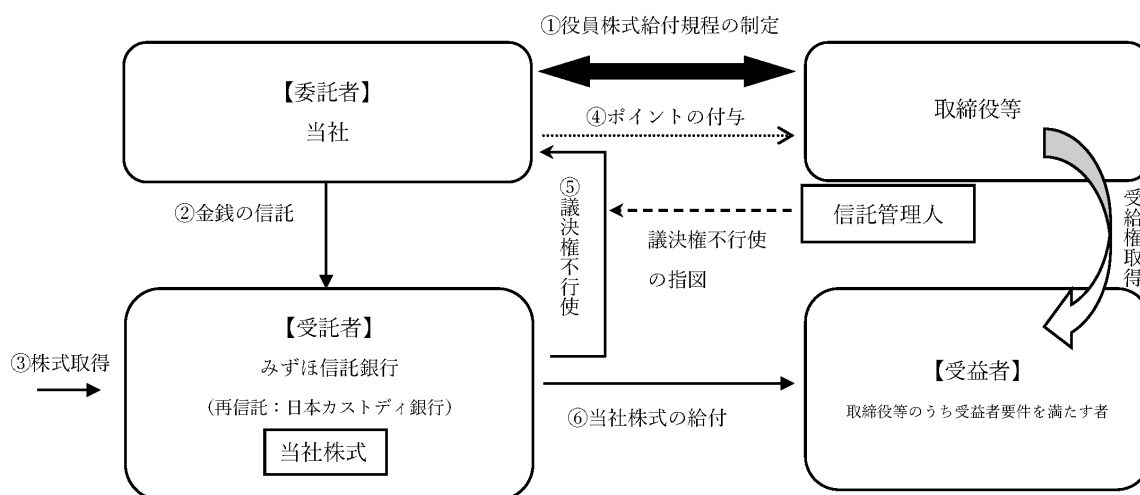 ①役員株式給付規程の制定
【委託者】
当社
④ポイントの付与
取締役等
②金銭の信託
⑤議決権不行使
議決権不行使
の指図
信託管理人
受給権取得
③株式取得
【受託者】
みずほ信託銀行
（再信託：日本カストディ銀行）
当社株式
⑥当社株式の給付
【受益者】
取締役等のうち受益者要件を満たす者